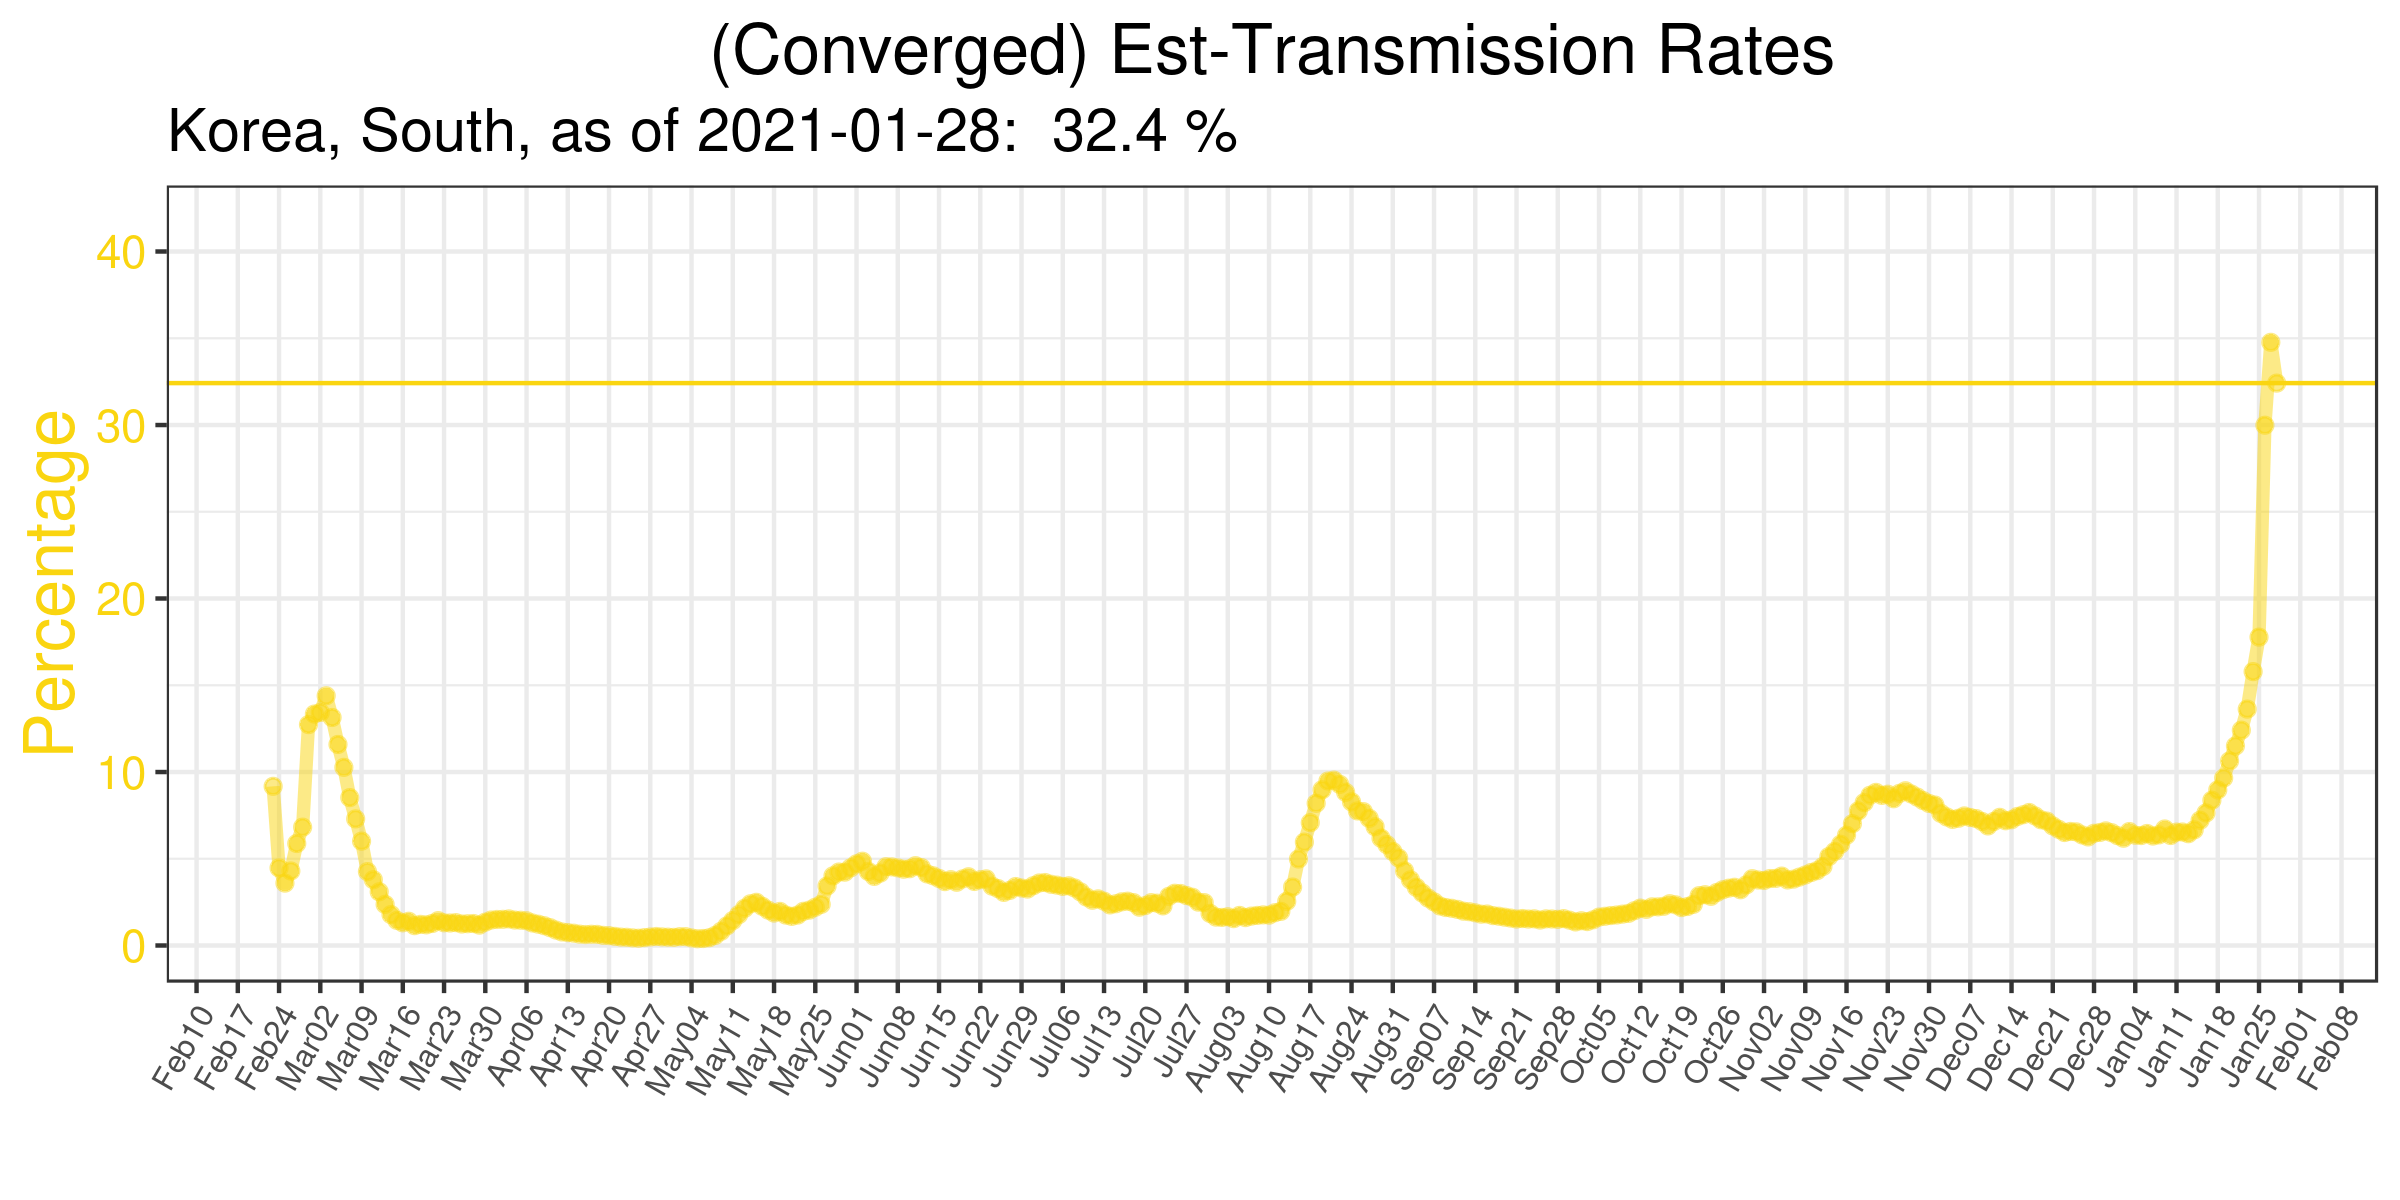 (Converged) Est-Transmission Rates
Korea, South, as of 2021-01-28:  32.4 %
Percentage
40
30
20
10
0
Feb10
Feb17
Feb24
Mar02
Mar09
Mar16
Mar23
Mar30
Apr06
Apr13
Apr20
Apr27
May04
May11
May18
May25
Jun01
Jun08
Jun15
Jun22
Jun29
Jul06
Jul13
Jul20
Jul27
Aug03
Aug10
Aug17
Aug24
Aug31
Sep07
Sep14
Sep21
Sep28
Oct05
Oct12
Oct19
Oct26
Nov02
Nov09
Nov16
Nov23
Nov30
Dec07
Dec14
Dec21
Dec28
Jan04
Jan11
Jan18
Jan25
Feb01
Feb08